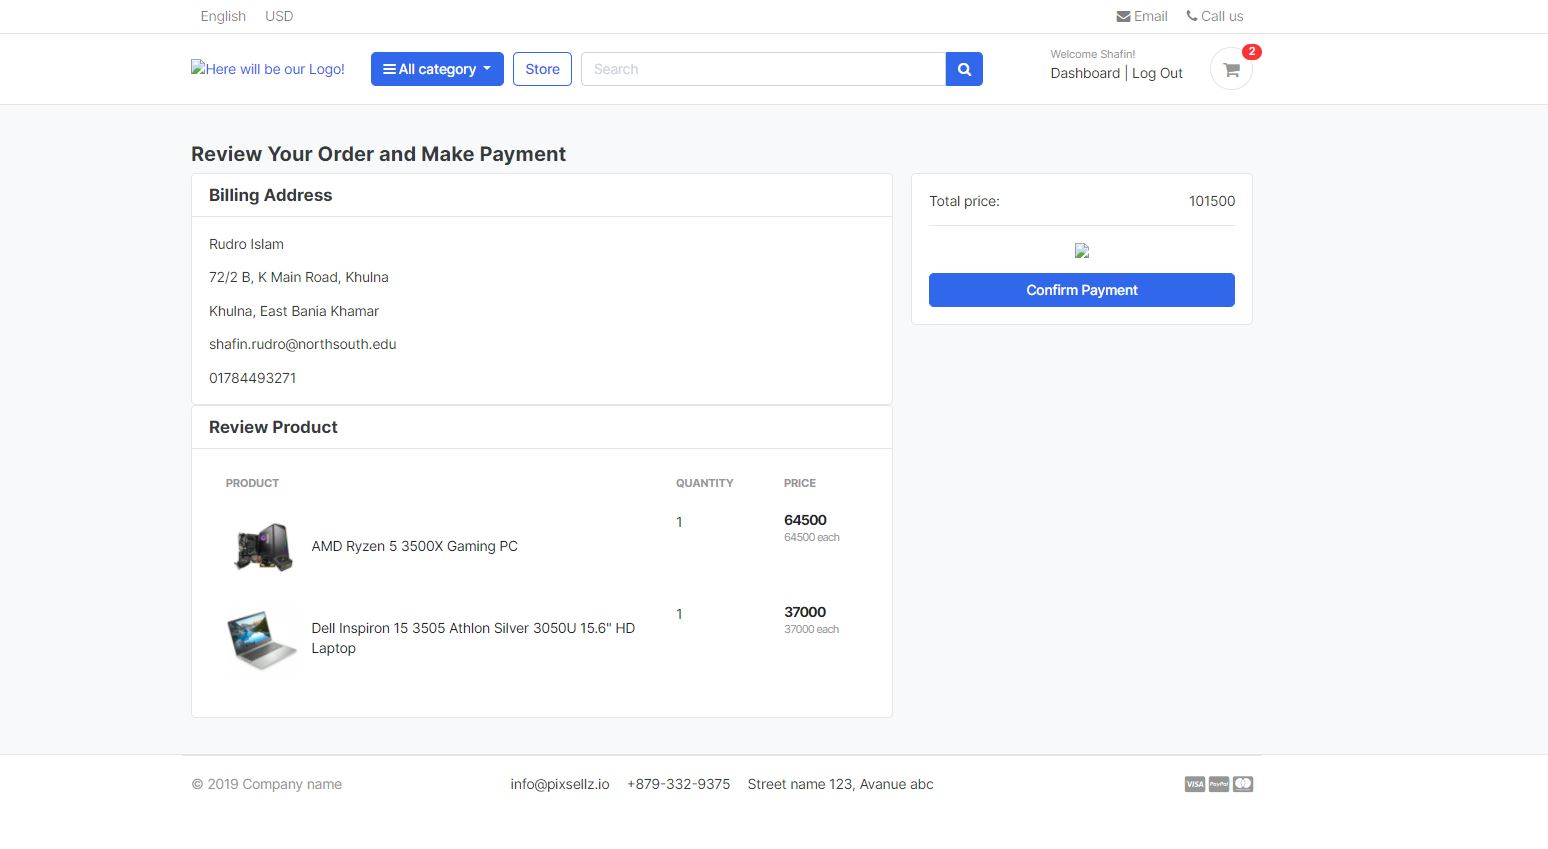 English USD Email Call us
Here will be our Logo! All category Store Search Welcome Shafin! 2
Dashboard | Log Out
Review Your Order and Make Payment
Billing Address
Rudro Islam
72/2 B, K Main Road, Khulna
Khulna, East Bania Khamar
shafin.rudro@northsouth.edu
01784493271
Total price: 101500
Confirm Payment
Review Product
PRODUCT QUANTITY PRICE
AMD Ryzen 5 3500X Gaming PC 1 64500
64500 each
Dell Inspiron 15 3505 Athlon Silver 3050U 15.6" HD
Laptop 1 37000
37000 each
© 2019 Company name info@pixsellz.io +879-332-9375 Street name 123, Avanue abc VISA PayPal